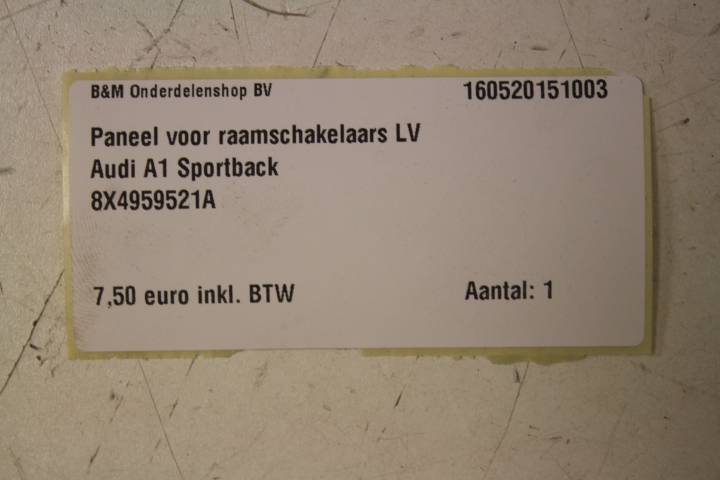 B&M Onderdelenshop BV 160520151003
Paneel voor raamschakelaars LV
Audi A1 Sportback
8X4959521A
7,50 euro inkl. BTW Aantal: 1